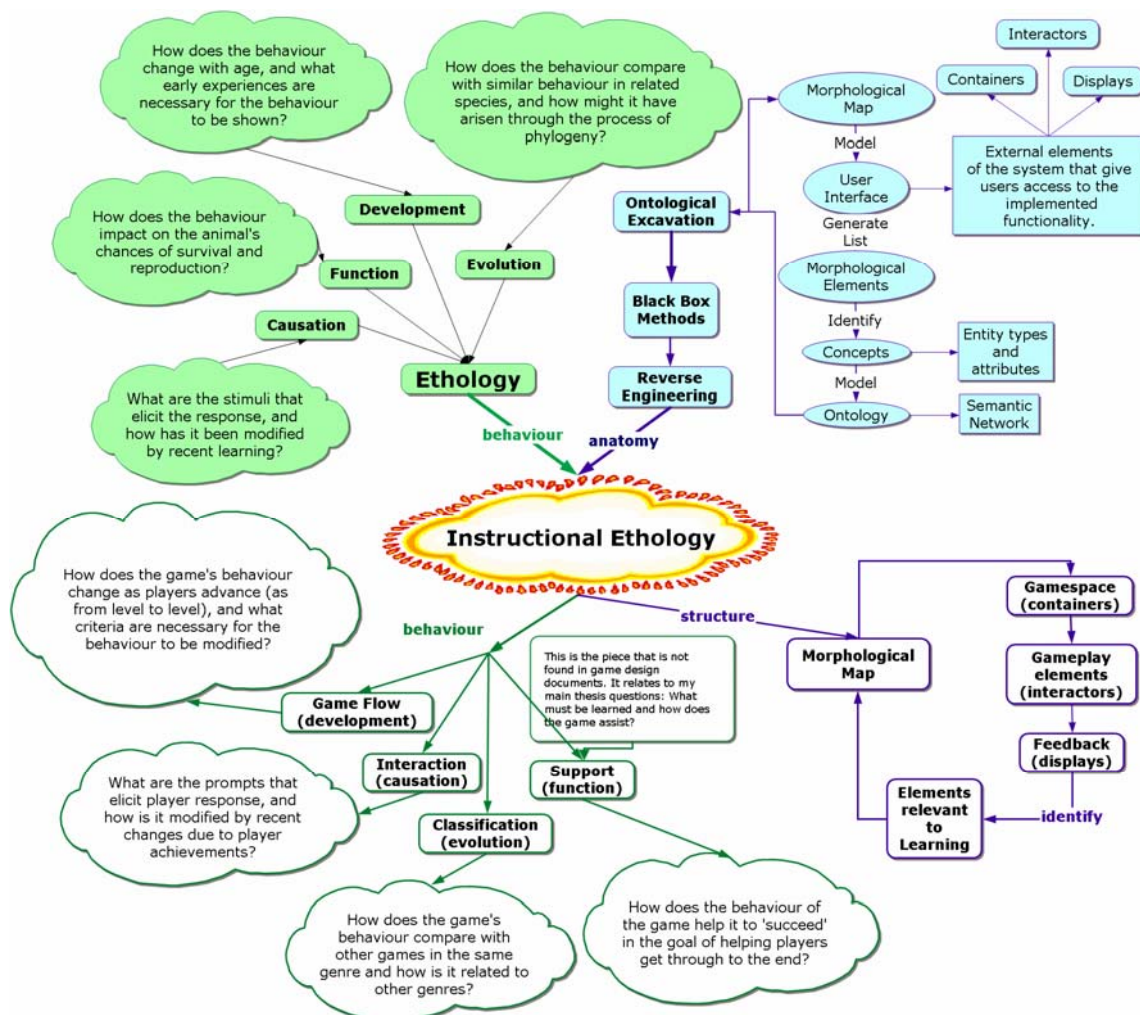 How does the behaviour
change with age, and what
early experiences are
necessary for the behaviour
to be shown?
How does the behaviour compare
with similar behaviour in related
species, and how might it have
arisen through the process of
phylogeny?
Interactors
Containers
Displays
Morphological
Map
Model
User
Interface
External elements
of the system that give
users access to the
implemented
functionality.
Generate
List
Morphological
Elements
Identify
Concepts
Entity types
and
attributes
Model
Ontology
Semantic
Network
How does the behaviour
impact on the animal's
chances of survival and
reproduction?
Development
Function
Evolution
Causation
Ethology
What are the stimuli that
elicit the response, and
how has it been modified
by recent learning?
Ontological
Excavation
Black Box
Methods
Reverse
Engineering
behaviour
anatomy
Instructional Ethology
behaviour
structure
How does the game's behaviour
change as players advance (as
from level to level), and what
criteria are necessary for the
behaviour to be modified?
This is the piece that is not
found in game design
documents. It relates to my
main thesis questions: What
must be learned and how does
the game assist?
Game Flow
(development)
Interaction
(causation)
Support
(function)
Classification
(evolution)
What are the prompts that
elicit player response, and
how is it modified by recent
changes due to player
achievements?
How does the game's
behaviour compare with
other games in the same
genre and how is it related to
other genres?
How does the behaviour of
the game help it to 'succeed'
in the goal of helping players
get through to the end?
Morphological
Map
Gamespace
(containers)
Gameplay
elements
(interactors)
Feedback
(displays)
identify
Elements
relevant
to
Learning